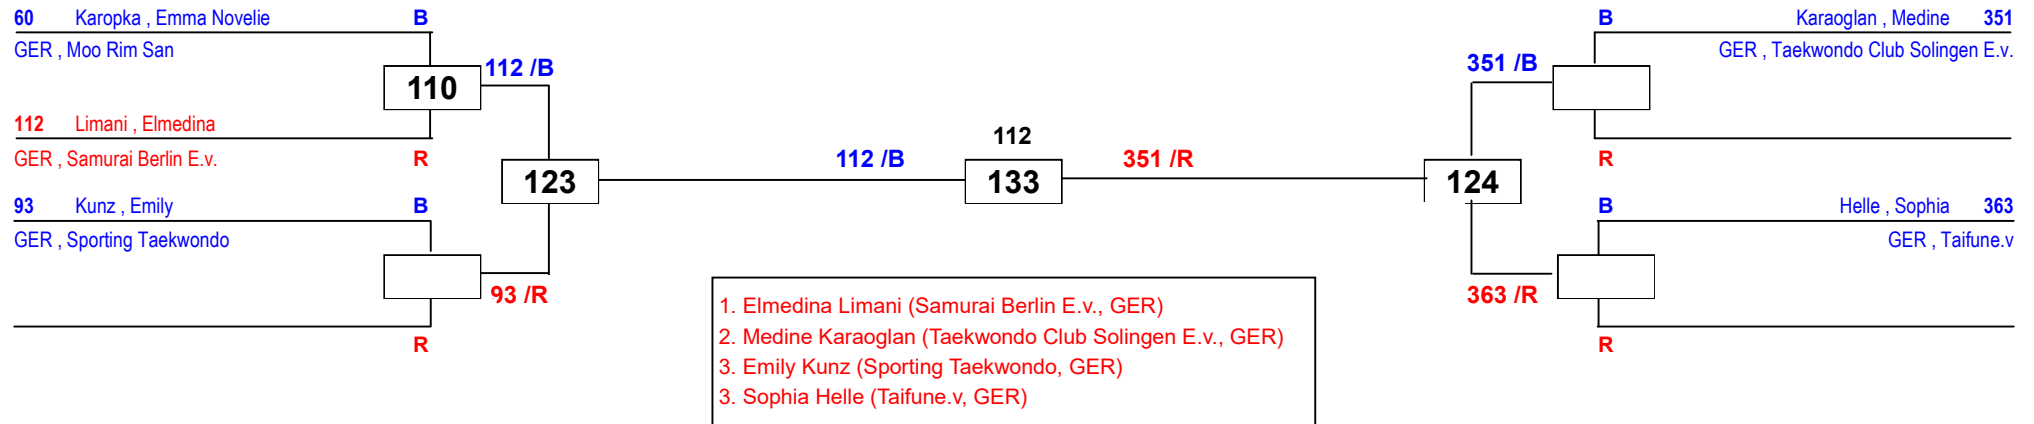 60 Karopka , Emma Novelie B
GER , Moo Rim San
110
112 /B
112 Limani , Elmedina
GER , Samurai Berlin E.v. R
123
93 Kunz , Emily B
GER , Sporting Taekwondo
93 /R
R
112 /B
112
133
351 /R
B Karaoglan , Medine 351
GER , Taekwondo Club Solingen E.v.
351 /B
R
124
B Helle , Sophia 363
GER , Taifune.v
363 /R
R
1. Elmedina Limani (Samurai Berlin E.v., GER)
2. Medine Karaoglan (Taekwondo Club Solingen E.v., GER)
3. Emily Kunz (Sporting Taekwondo, GER)
3. Sophia Helle (Taifune.v, GER)